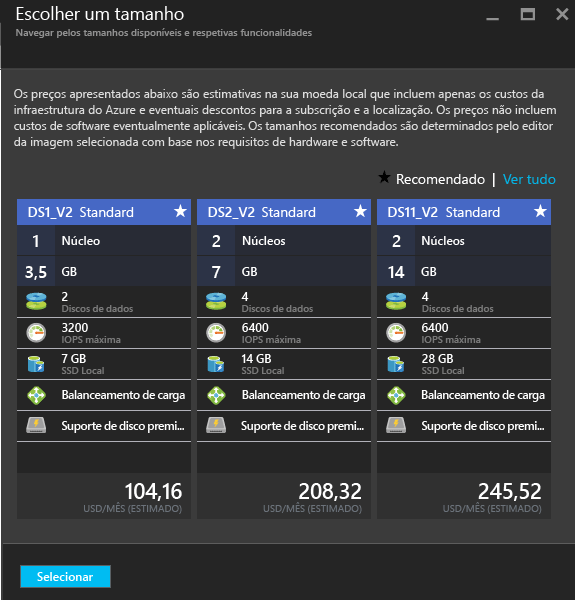 Escolher um tamanho
Navegar pelos tamanhos disponíveis e respetivas funcionalidades
Os preços apresentados abaixo são estimativas na sua moeda local que incluem apenas os custos da
infraestrutura do Azure e eventuais descontos para a subscrição e a localização. Os preços não incluem
custos de software eventualmente aplicáveis. Os tamanhos recomendados são determinados pelo editor
da imagem selecionada com base nos requisitos de hardware e software.
★ Recomendado | Ver tudo
DS1_V2 Standard ★
1 Núcleo
3,5 GB
2
Discos de dados
3200
IOPS máxima
7 GB
SSD Local
Balanceamento de carga
Suporte de disco premi...
104,16
USD/MÊS (ESTIMADO)
DS2_V2 Standard ★
2 Núcleos
7 GB
4
Discos de dados
6400
IOPS máxima
14 GB
SSD Local
Balanceamento de carga
Suporte de disco premi...
208,32
USD/MÊS (ESTIMADO)
DS11_V2 Standard ★
2 Núcleos
14 GB
4
Discos de dados
6400
IOPS máxima
28 GB
SSD Local
Balanceamento de carga
Suporte de disco premi...
245,52
USD/MÊS (ESTIMADO)
Selecionar